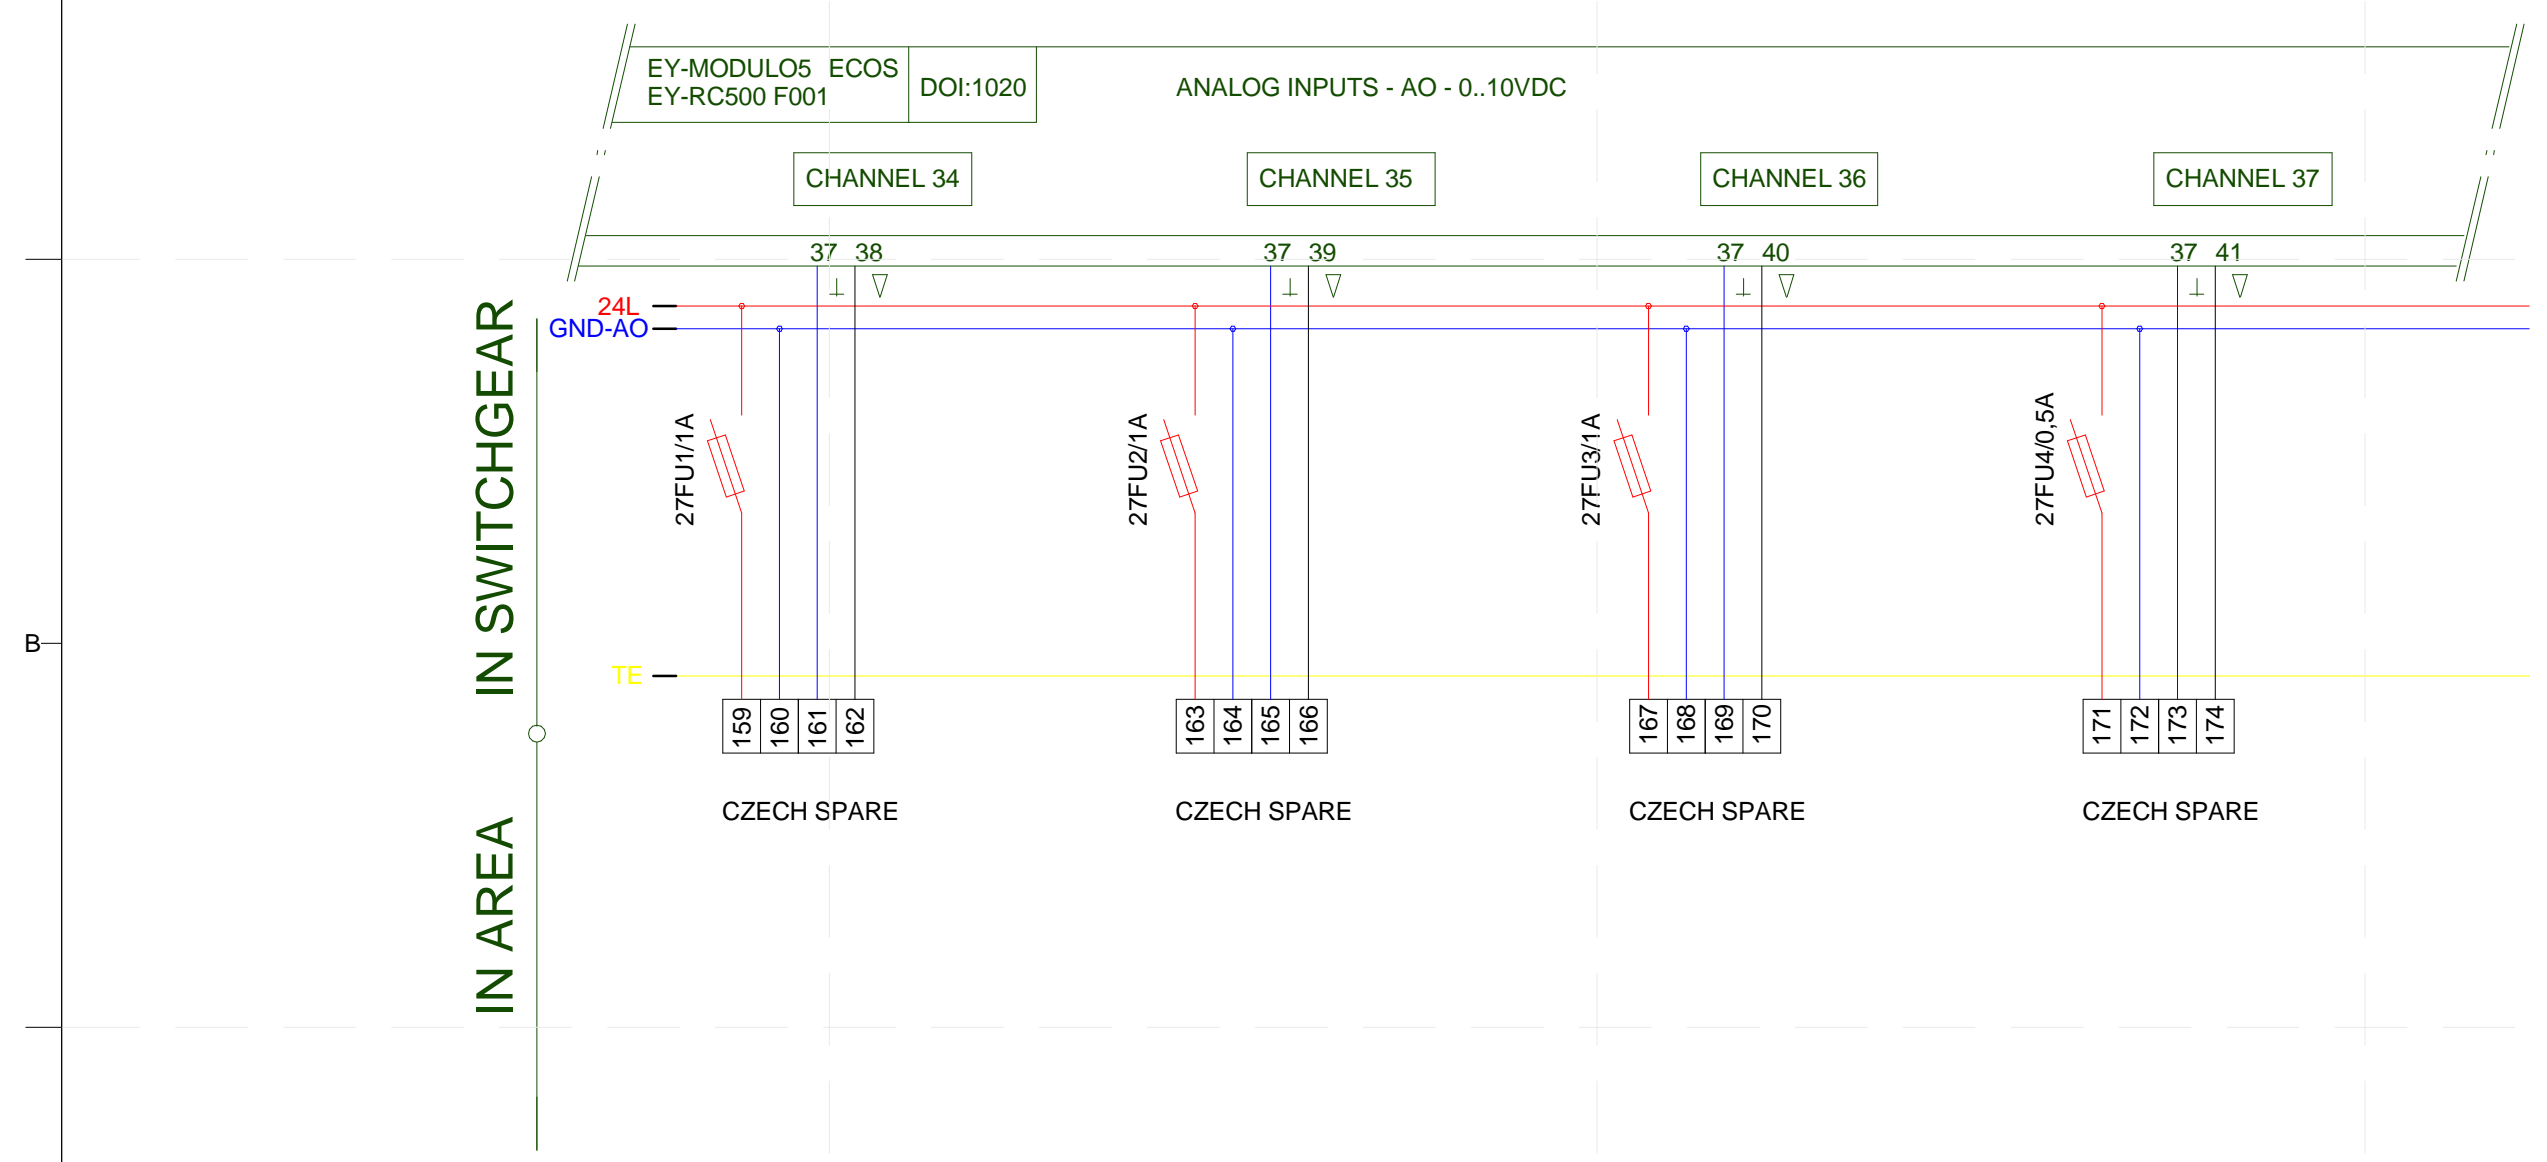 EY-MODULO5 ECOS
EY-RC500 F001
DOI:1020
ANALOG INPUTS - AO - 0..10VDC
CHANNEL 34
CHANNEL 35
CHANNEL 36
CHANNEL 37
37 38
37 39
37 40
37 41
24L
GND-AO
IN SWITCHGEAR
27FU1/1A
27FU2/1A
27FU3/1A
27FU4/0,5A
B
TE
159 160 161 162
163 164 165 166
167 168 169 170
171 172 173 174
CZECH SPARE
CZECH SPARE
CZECH SPARE
CZECH SPARE
IN AREA